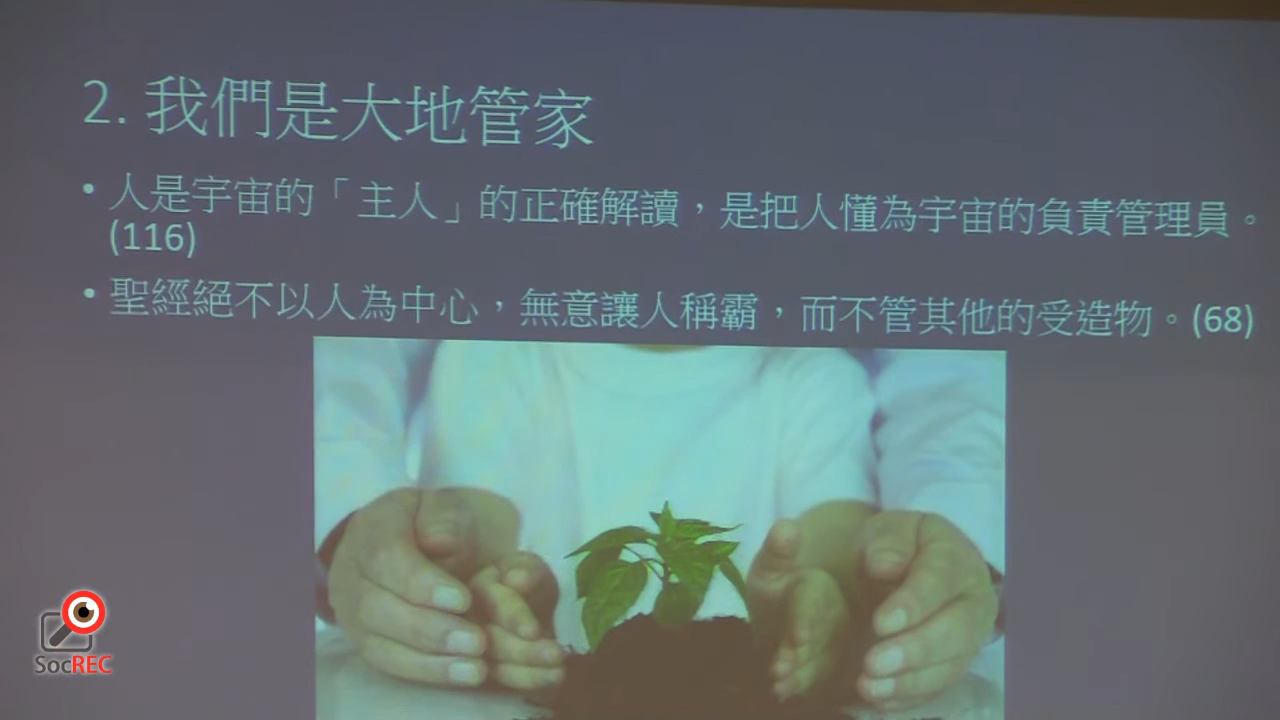 2. 我們是大地管家
• 人是宇宙的「主人」的正確解讀，是把人懂為宇宙的負責管理員。
(116)
• 聖經絕不以人為中心，無意讓人稱霸，而不管其他的受造物。(68)
SocREC